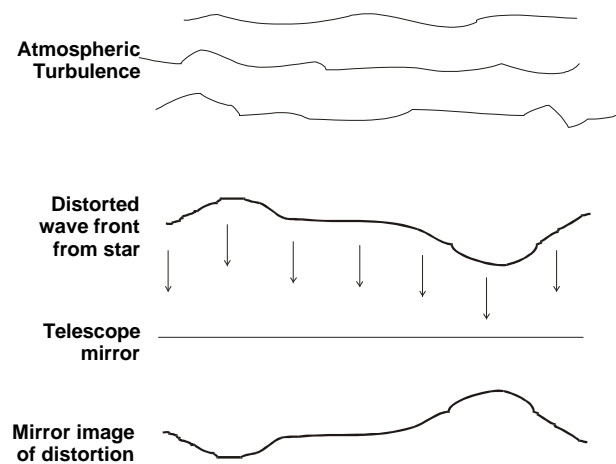 Atmospheric
Turbulence
Distorted
wave front
from star
Telescope
mirror
Mirror image
of distortion